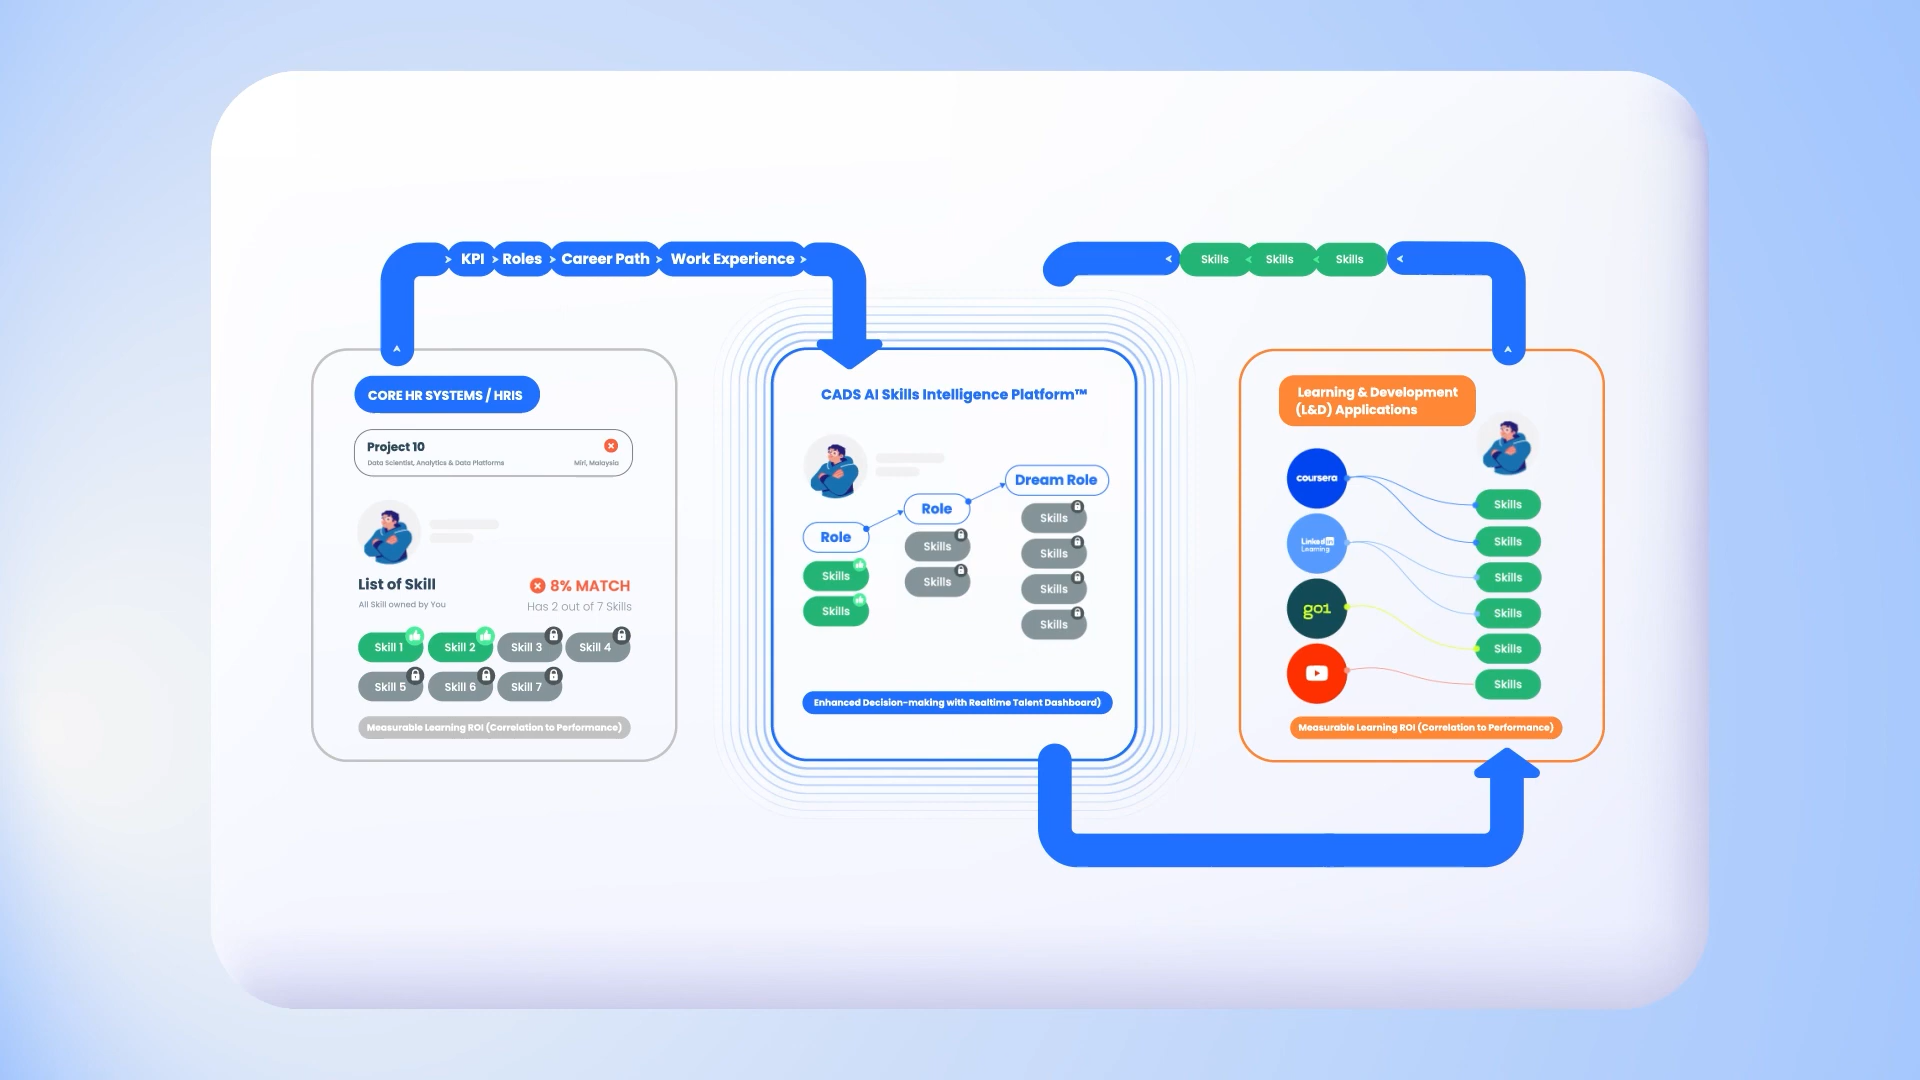 KPI
Roles
Career Path
Work Experience
Skills
Skills
Skills
CORE HR SYSTEMS / HRIS
Project 10
Data Scientist, Analytics & Data Platforms
Miri, Malaysia
List of Skill
All Skill owned by You
8% MATCH
Has 2 out of 7 Skills
Skill 1
Skill 2
Skill 3
Skill 4
Skill 5
Skill 6
Skill 7
Measurable Learning ROI (Correlation to Performance)
CADS AI Skills Intelligence Platform™
Role
Skills
Skills
Role
Skills
Skills
Dream Role
Skills
Skills
Skills
Skills
Enhanced Decision-making with Realtime Talent Dashboard)
Learning & Development
(L&D) Applications
coursera
Linked in
Learning
go1
Skills
Skills
Skills
Skills
Skills
Skills
Measurable Learning ROI (Correlation to Performance)